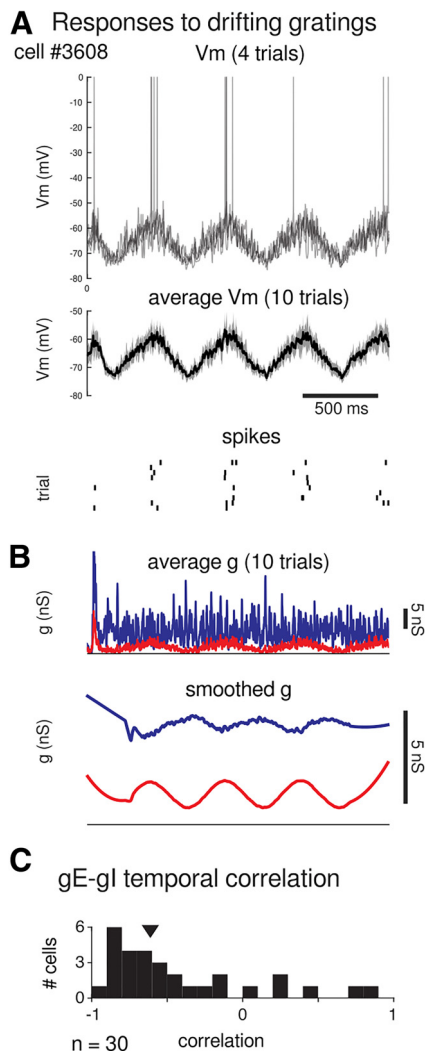 A Responses to drifting gratings
cell #3608 Vm (4 trials)
0
-10
-20
-30
-40
-50
-60
-70
-80
Vm (mV)
0
average Vm (10 trials)
-50
-60
-70
-80
Vm (mV)
500 ms
spikes
trial
B
average g (10 trials)
g (nS)
5 nS
smoothed g
g (nS)
5 nS
C
gE-gI temporal correlation
6
3
0
# cells
-1 0 1
n = 30 correlation